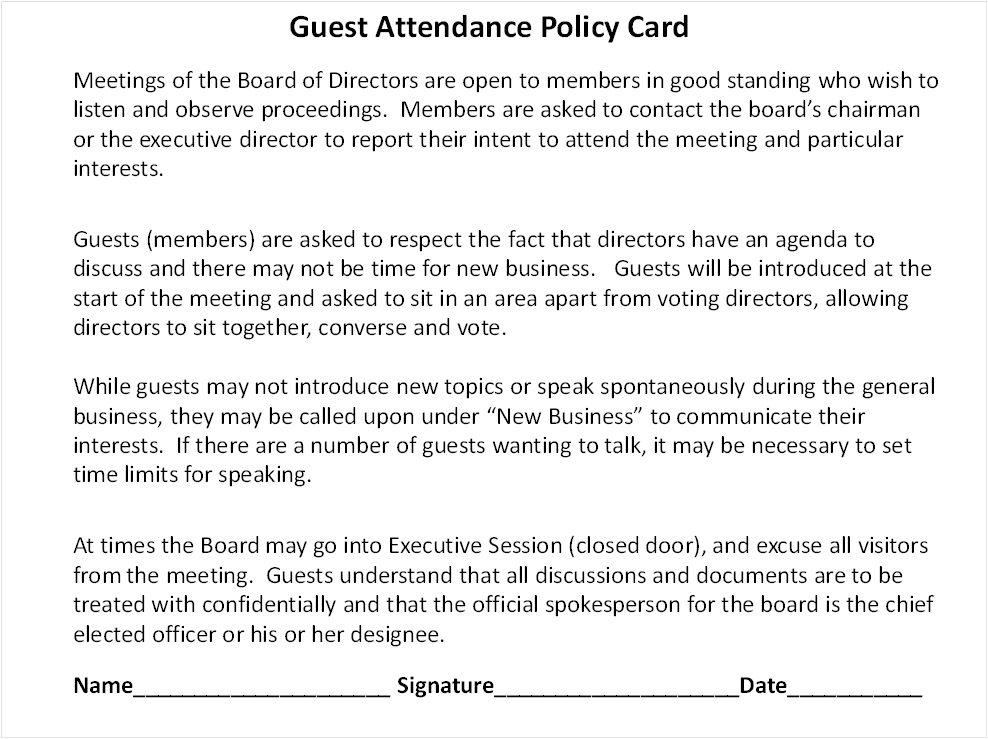 Guest Attendance Policy Card
Meetings of the Board of Directors are open to members in good standing who wish to
listen and observe proceedings.  Members are asked to contact the board’s chairman
or the executive director to report their intent to attend the meeting and particular
interests.
Guests (members) are asked to respect the fact that directors have an agenda to
discuss and there may not be time for new business.   Guests will be introduced at the
start of the meeting and asked to sit in an area apart from voting directors, allowing
directors to sit together, converse and vote.
While guests may not introduce new topics or speak spontaneously during the general
business, they may be called upon under “New Business” to communicate their
interests.  If there are a number of guests wanting to talk, it may be necessary to set
time limits for speaking.
At times the Board may go into Executive Session (closed door), and excuse all visitors
from the meeting.  Guests understand that all discussions and documents are to be
treated with confidentially and that the official spokesperson for the board is the chief
elected officer or his or her designee.
Name_____________________ Signature____________________Date___________